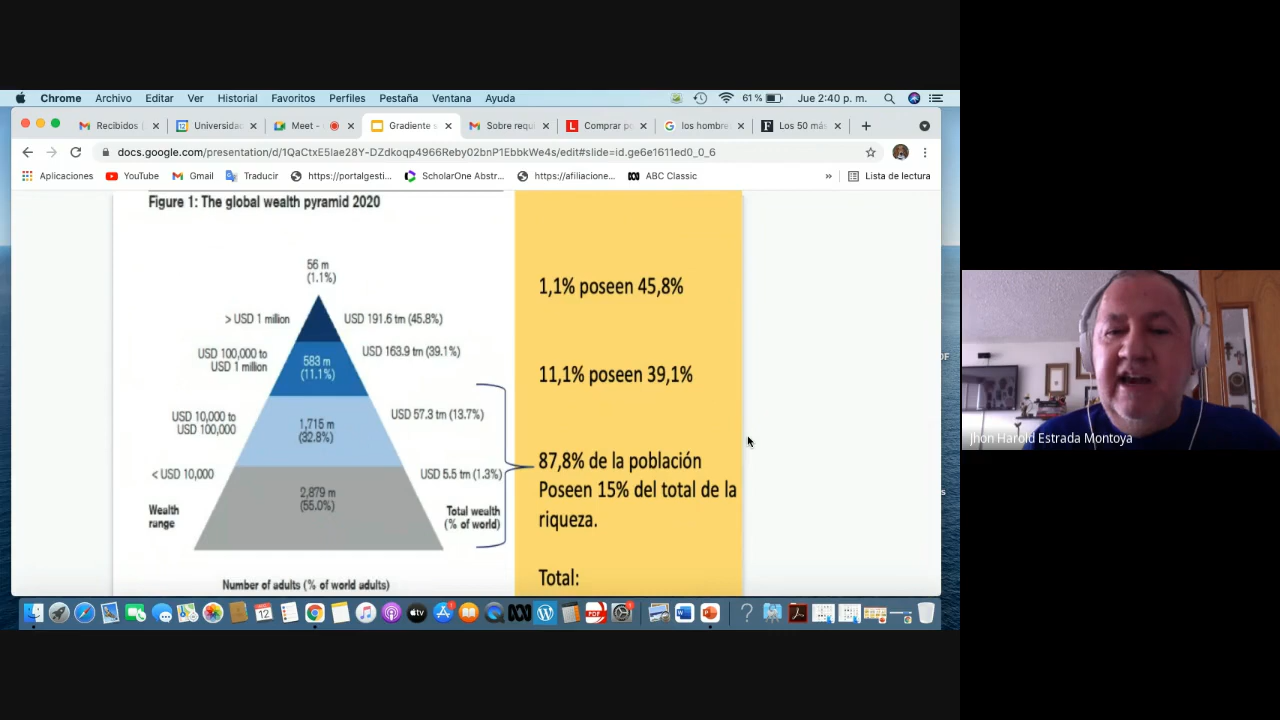 Chrome Archivo Editar Ver Historial Favoritos Perfiles Pestaña Ventana Ayuda 61 % Jue 2:40 p. m.
Recibidos Universidad Meet - Gradiente s Sobre requi Comprar po los hombre Los 50 más
docs.google.com/presentation/d/1QaCtxE5lae28Y-DZdkoqp4966Reby02bnP1EbbkWe4s/edit#slide=id.ge6e1611ed0_0_6
Aplicaciones YouTube Gmail Traducir https://portalgesti... ScholarOne Abstr... https://afiliacione... ABC Classic » Lista de lectura
Figure 1: The global wealth pyramid 2020
56 m
(1.1%)
> USD 1 million
USD 191.6 tm (45.8%)
USD 100,000 to
USD 1 million
583 m
(11.1%)
USD 163.9 tm (39.1%)
USD 10,000 to
USD 100,000
1,715 m
(32.8%)
USD 57.3 tm (13.7%)
< USD 10,000
2,879 m
(55.0%)
USD 5.5 tm (1.3%)
Wealth
range
Total wealth
(% of world)
Number of adults (% of world adults)
1,1% poseen 45,8%
11,1% poseen 39,1%
87,8% de la población
Poseen 15% del total de la
riqueza.
Total:
Jhon Harold Estrada Montoya